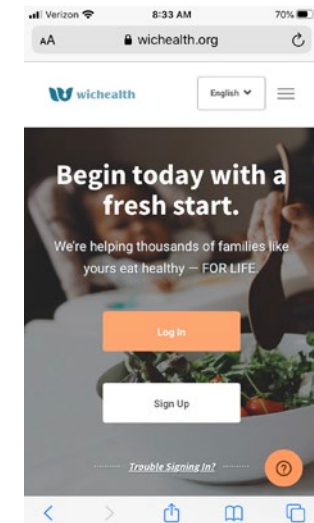 Verizon 8:33 AM 70%
AA wichealth.org
wichealth English
Begin today with a
fresh start.
We're helping thousands of families like
yours eat healthy — FOR LIFE.
Log In
Sign Up
Trouble Signing In?
?